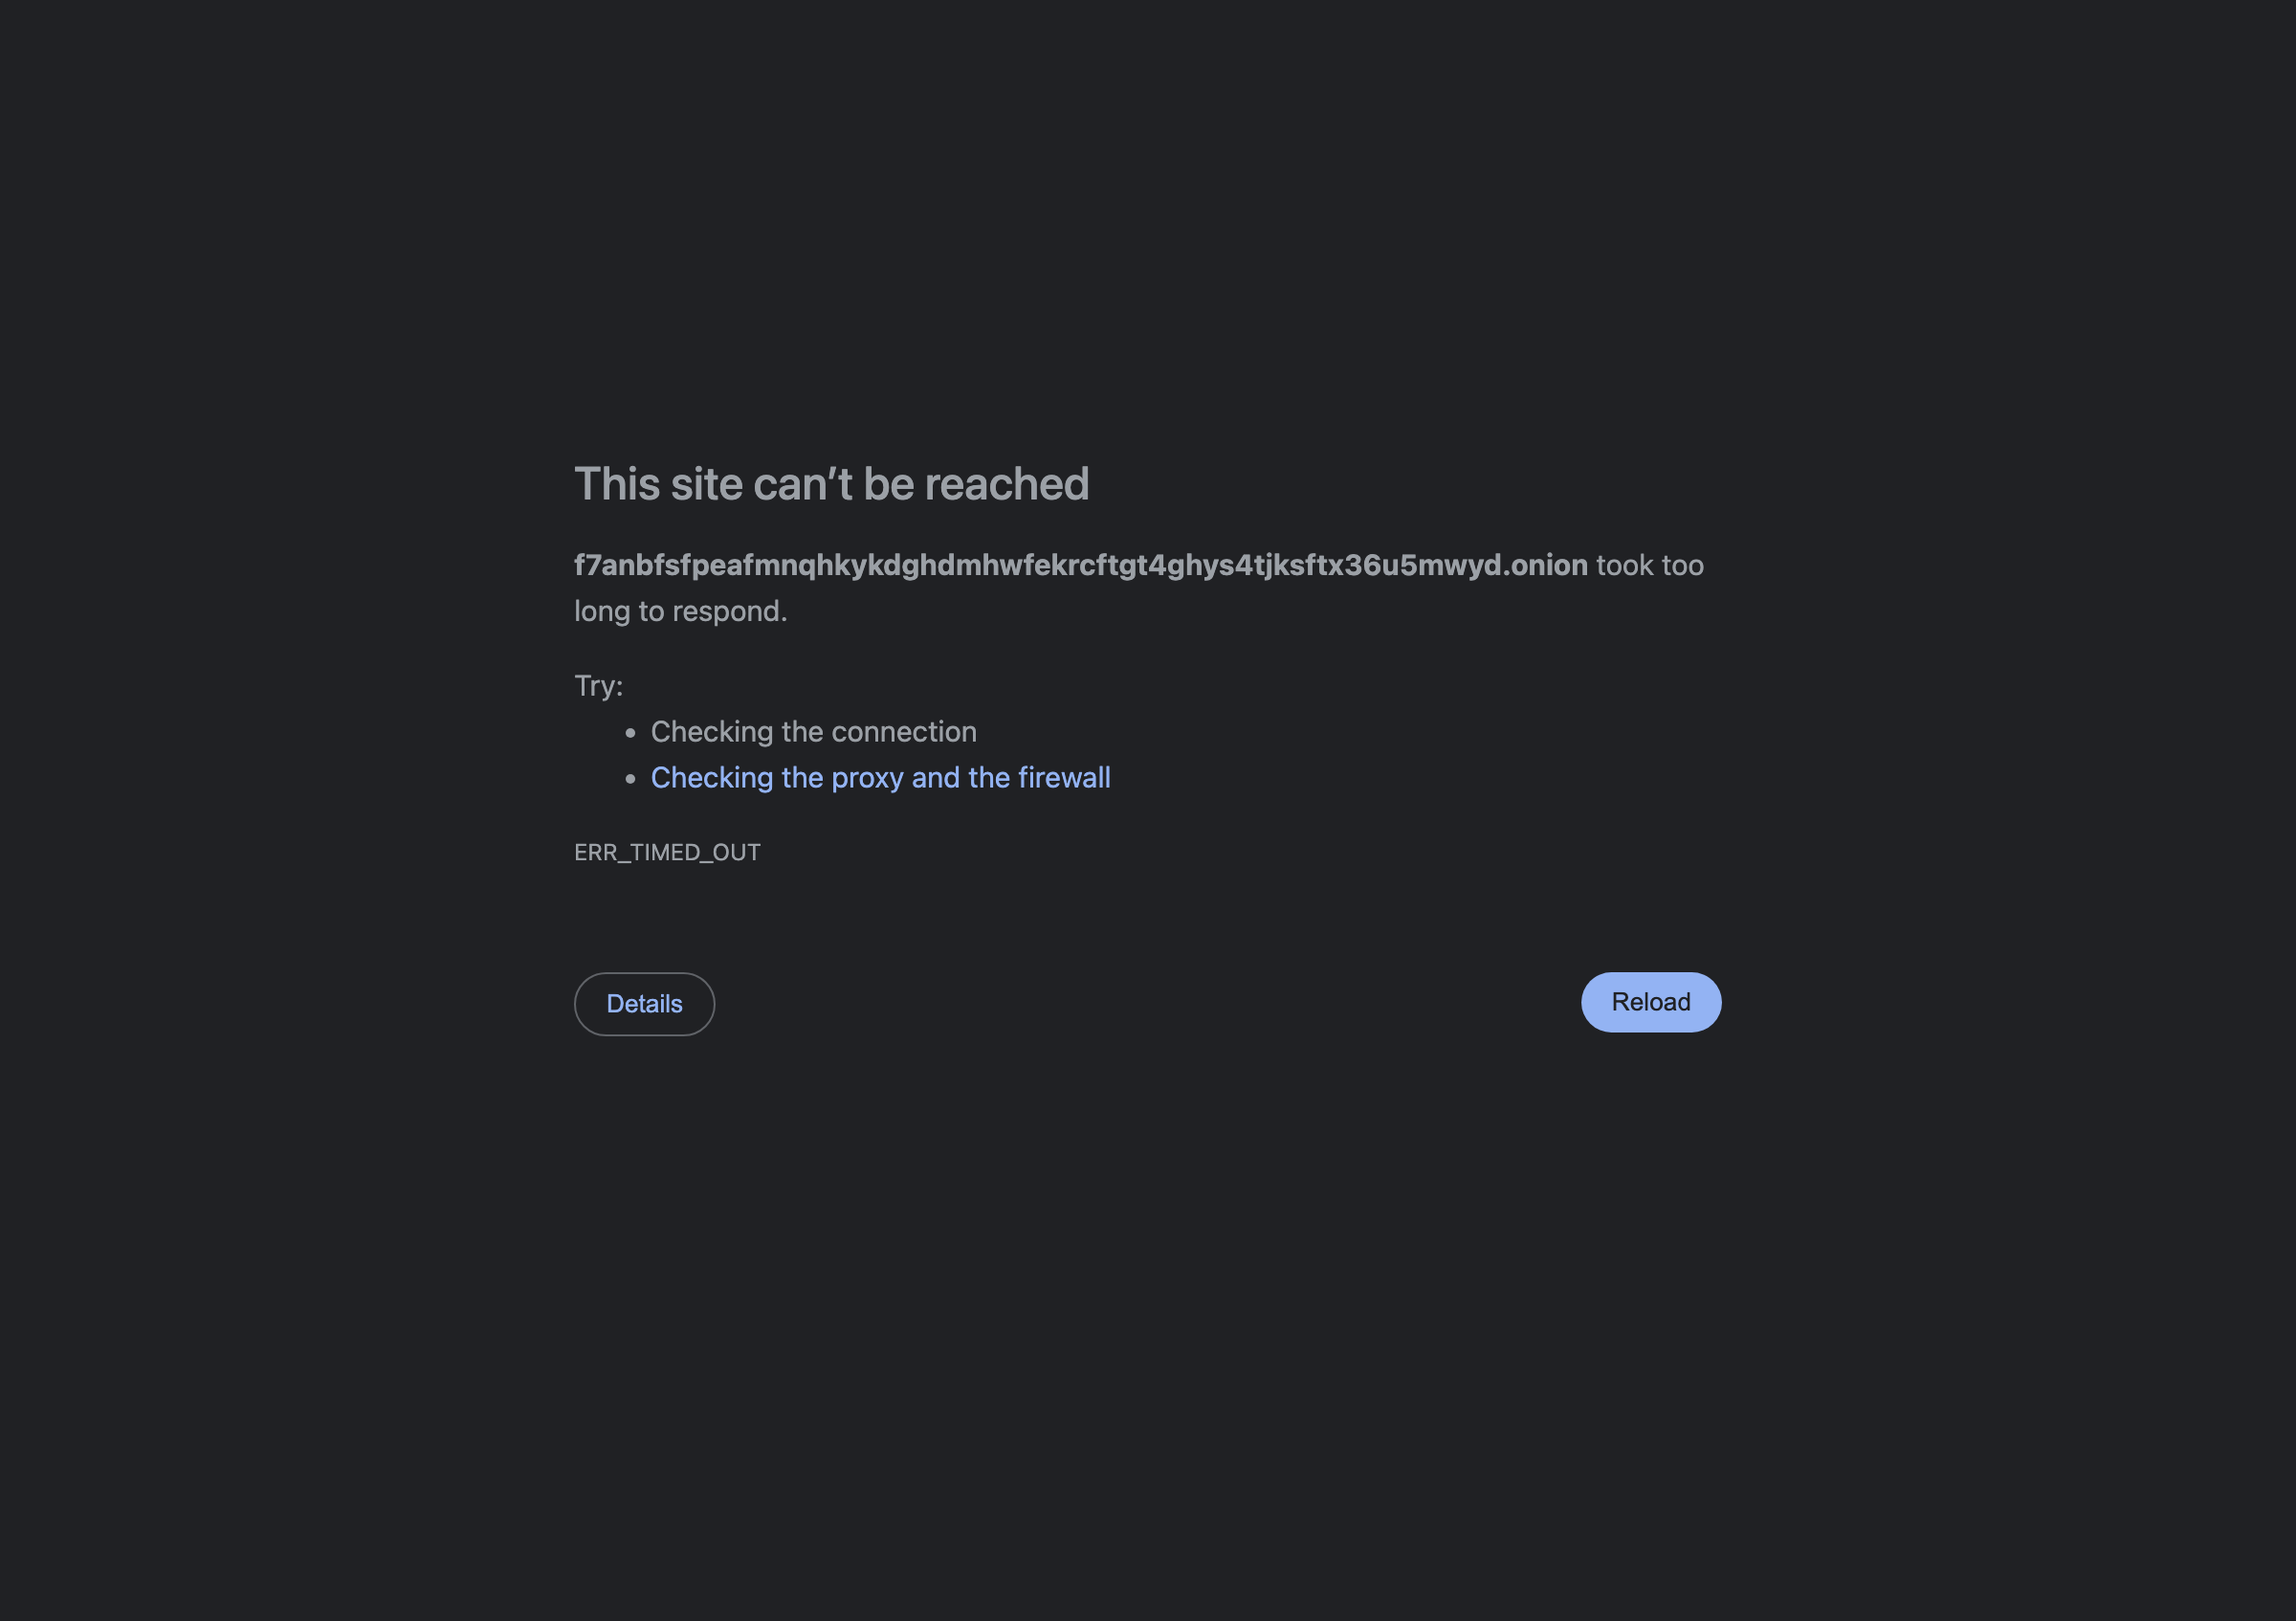 This site can’t be reached
f7anbfsfpeafmnqhkykdghdmhwfekrcftgt4ghys4tjksftx36u5mwyd.onion took too
long to respond.
Try:
Checking the connection
Checking the proxy and the firewall
ERR_TIMED_OUT
Details
Reload